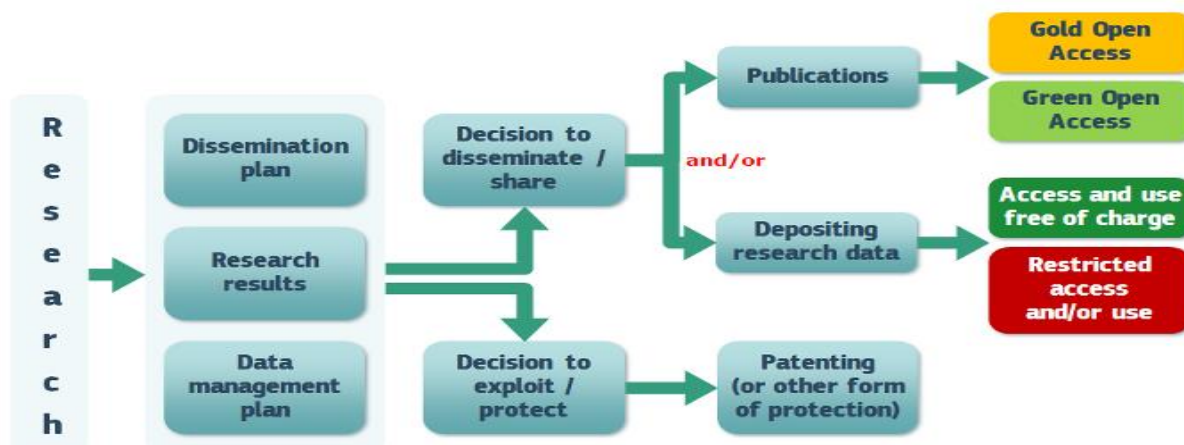 Research
Dissemination
plan
Research
results
Data
management
plan
Decision to
disseminate /
share
Decision to
exploit /
protect
and/or
Publications
Depositing
research data
Patenting
(or other form
of protection)
Gold Open
Access
Green Open
Access
Access and use
free of charge
Restricted
access
and/or use